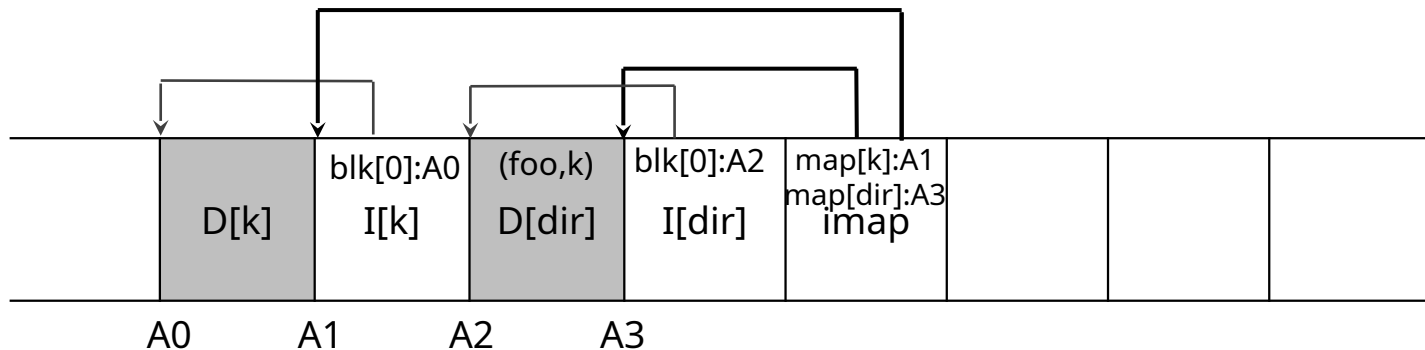 blk[0]:A0
(foo,k)
blk[0]:A2
map[k]:A1
map[dir]:A3
D[k]
I[k]
D[dir]
I[dir]
imap
A0
A1
A2
A3